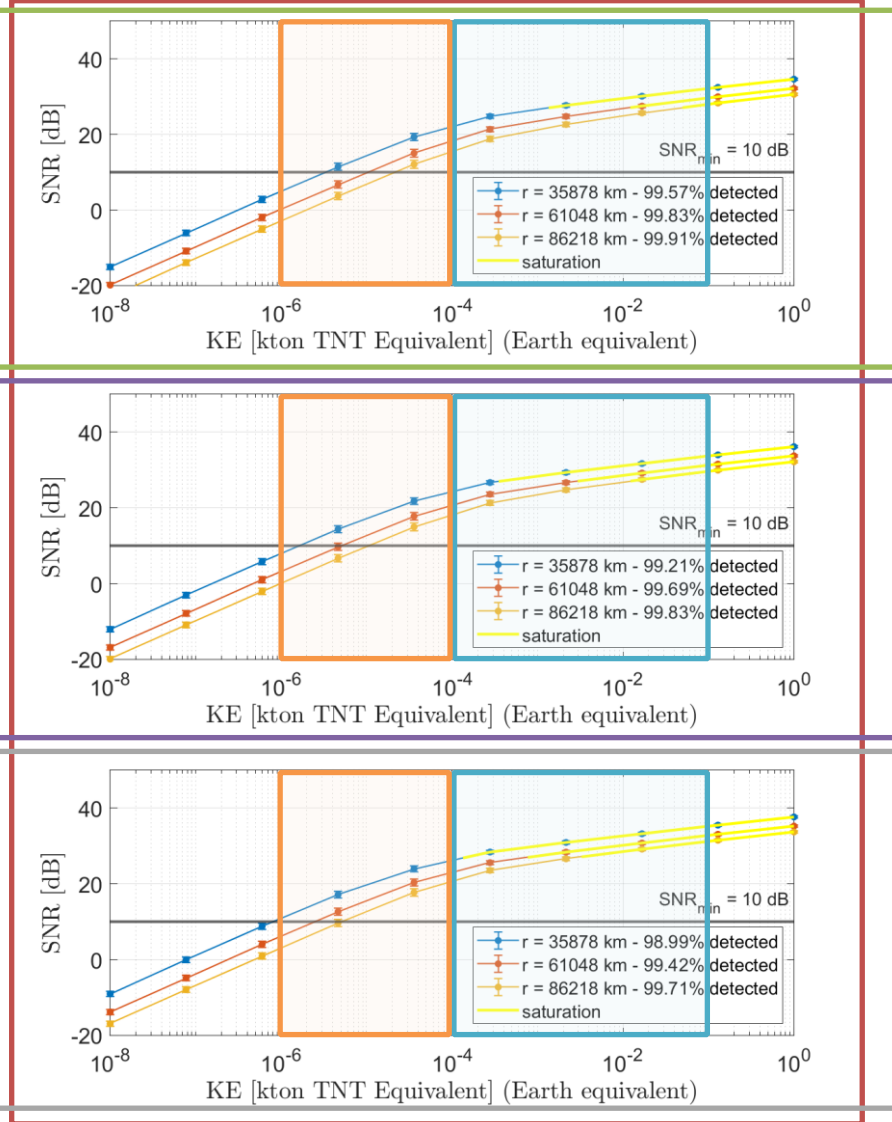 40
20
0
-20
SNR [dB]
SNRmin = 10 dB
r = 35878 km - 99.57% detected
r = 61048 km - 99.83% detected
r = 86218 km - 99.91% detected
saturation
10^-8 10^-6 10^-4 10^-2 10^0
KE [kton TNT Equivalent] (Earth equivalent)
40
20
0
-20
SNR [dB]
SNRmin = 10 dB
r = 35878 km - 99.21% detected
r = 61048 km - 99.69% detected
r = 86218 km - 99.83% detected
saturation
10^-8 10^-6 10^-4 10^-2 10^0
KE [kton TNT Equivalent] (Earth equivalent)
40
20
0
-20
SNR [dB]
SNRmin = 10 dB
r = 35878 km - 98.99% detected
r = 61048 km - 99.42% detected
r = 86218 km - 99.71% detected
saturation
10^-8 10^-6 10^-4 10^-2 10^0
KE [kton TNT Equivalent] (Earth equivalent)